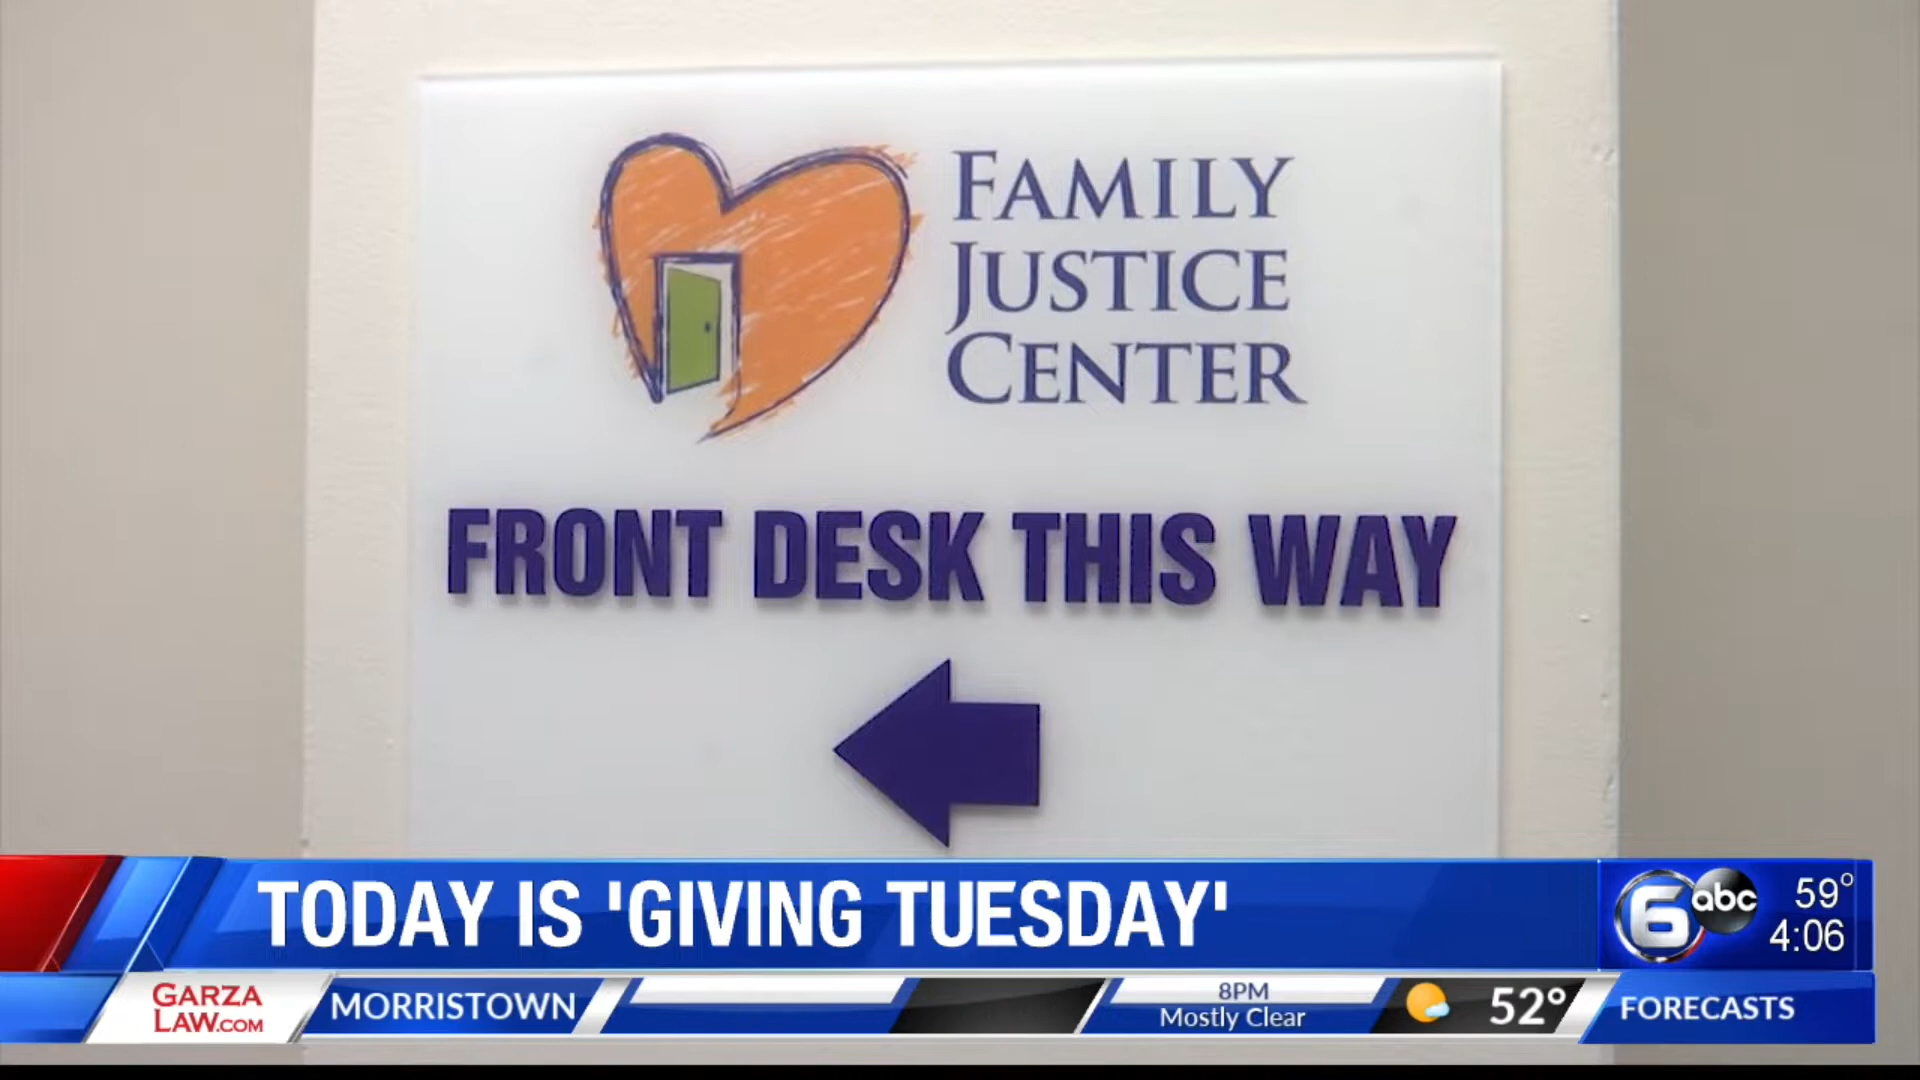 FAMILY
JUSTICE
CENTER
FRONT DESK THIS WAY
TODAY IS 'GIVING TUESDAY'
6 abc
59°
4:06
GARZA
LAW.COM
MORRISTOWN
8PM
Mostly Clear
52°
FORECASTS